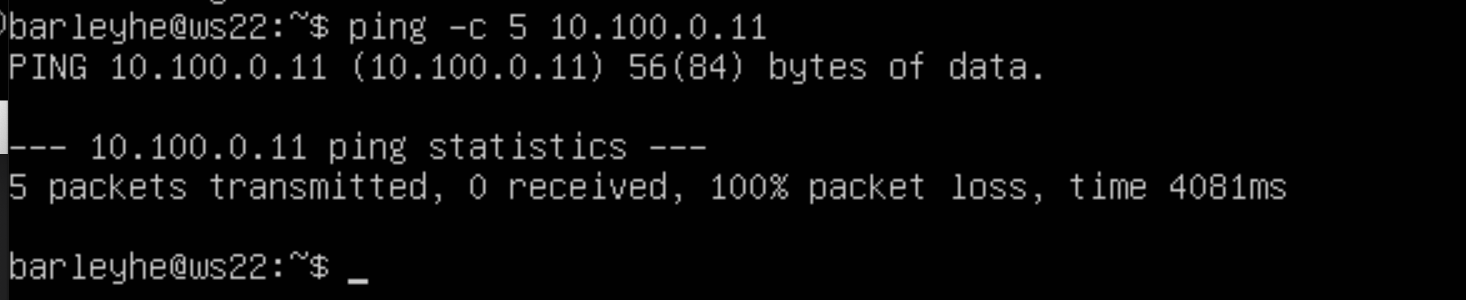 barleyhe@ws22:~$ ping -c 5 10.100.0.11
PING 10.100.0.11 (10.100.0.11) 56(84) bytes of data.

--- 10.100.0.11 ping statistics ---
5 packets transmitted, 0 received, 100% packet loss, time 4081ms

barleyhe@ws22:~$ _